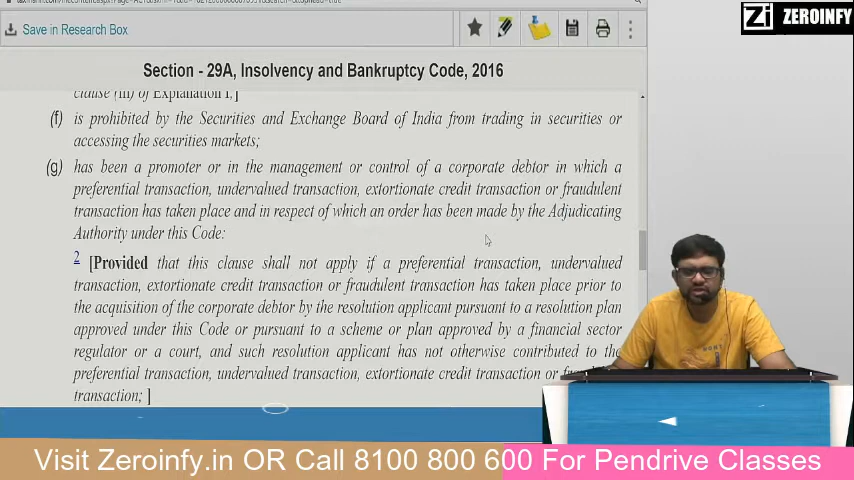 Save in Research Box
Zi ZEROINFY
Section - 29A, Insolvency and Bankruptcy Code, 2016
clause (iii) of Explanation I;]
(f) is prohibited by the Securities and Exchange Board of India from trading in securities or
accessing the securities markets;
(g) has been a promoter or in the management or control of a corporate debtor in which a
preferential transaction, undervalued transaction, extortionate credit transaction or fraudulent
transaction has taken place and in respect of which an order has been made by the Adjudicating
Authority under this Code:
2 [Provided that this clause shall not apply if a preferential transaction, undervalued
transaction, extortionate credit transaction or fraudulent transaction has taken place prior to
the acquisition of the corporate debtor by the resolution applicant pursuant to a resolution plan
approved under this Code or pursuant to a scheme or plan approved by a financial sector
regulator or a court, and such resolution applicant has not otherwise contributed to the
preferential transaction, undervalued transaction, extortionate credit transaction or
transaction; ]
Visit Zeroinfy.in OR Call 8100 800 600 For Pendrive Classes